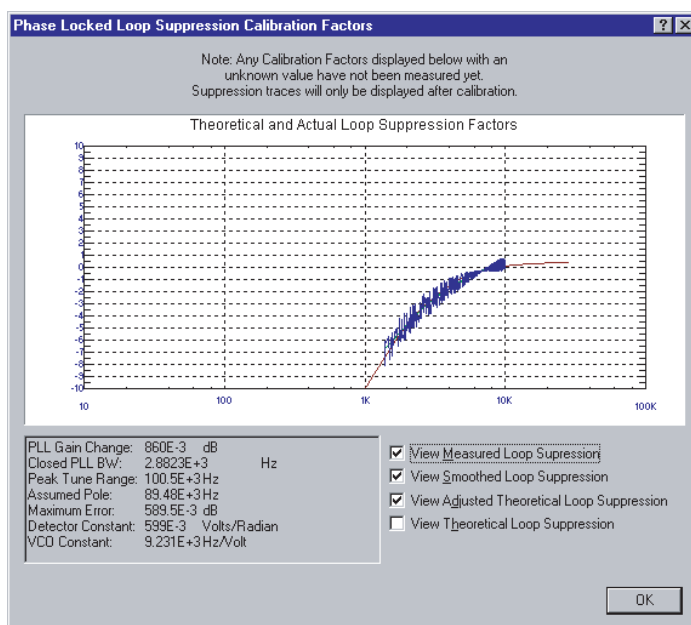 Phase Locked Loop Suppression Calibration Factors
Note: Any Calibration Factors displayed below with an
unknown value have not been measured yet.
Suppression traces will only be displayed after calibration.
Theoretical and Actual Loop Suppression Factors
10
9
8
7
6
5
4
3
2
1
0
-1
-2
-3
-4
-5
-6
-7
-8
-9
-10
10 100 1K 10K 100K
PLL Gain Change: 860E-3 dB
Closed PLL BW: 2.8823E+3 Hz
Peak Tune Range: 100.5E+3 Hz
Assumed Pole: 89.48E+3 Hz
Maximum Error: 589.5E-3 dB
Detector Constant: 599E-3 Volts/Radian
VCO Constant: 9.231E+3 Hz/Volt
View Measured Loop Supression
View Smoothed Loop Suppression
View Adjusted Theoretical Loop Suppression
View Theoretical Loop Suppression
OK